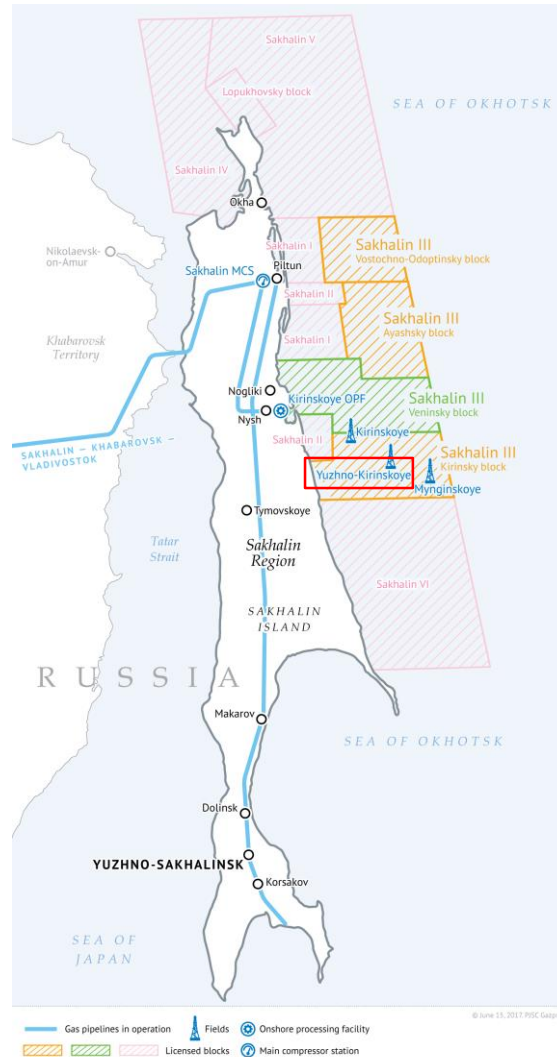 Sakhalin V
Lopukhovsky block
SEA OF OKHOTSK
Sakhalin IV
Okha
Nikolaevsk-
on-Amur
Sakhalin I
Sakhalin III
Vostochno-Odoptinsky block
Sakhalin MCS
Piltun
Sakhalin II
Sakhalin III
Ayashsky block
Khabarovsk
Territory
Sakhalin I
Nogliki
Kirinskoye OPF
Sakhalin III
Veninsky block
Nysh
SAKHALIN — KHABAROVSK —
VLADIVOSTOK
Sakhalin II
Kirinskoye
Sakhalin III
Kirinsky block
Yuzhno-Kirinskoye
Mynginskoye
Tymovskoye
Tatar
Strait
Sakhalin
Region
Sakhalin VI
SAKHALIN
ISLAND
RUSSIA
Makarov
SEA OF OKHOTSK
Dolinsk
YUZHNO-SAKHALINSK
Korsakov
SEA OF
JAPAN
Gas pipelines in operation
Fields
Onshore processing facility
Licensed blocks
Main compressor station